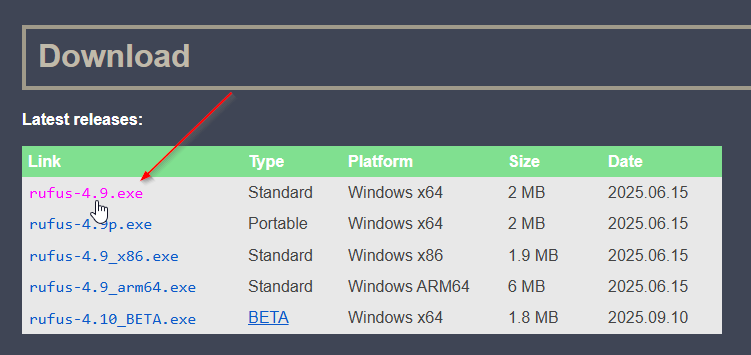 Download
Latest releases:
Link Type Platform Size Date
rufus-4.9.exe Standard Windows x64 2 MB 2025.06.15
rufus-4.9p.exe Portable Windows x64 2 MB 2025.06.15
rufus-4.9_x86.exe Standard Windows x86 1.9 MB 2025.06.15
rufus-4.9_arm64.exe Standard Windows ARM64 6 MB 2025.06.15
rufus-4.10_BETA.exe BETA Windows x64 1.8 MB 2025.09.10